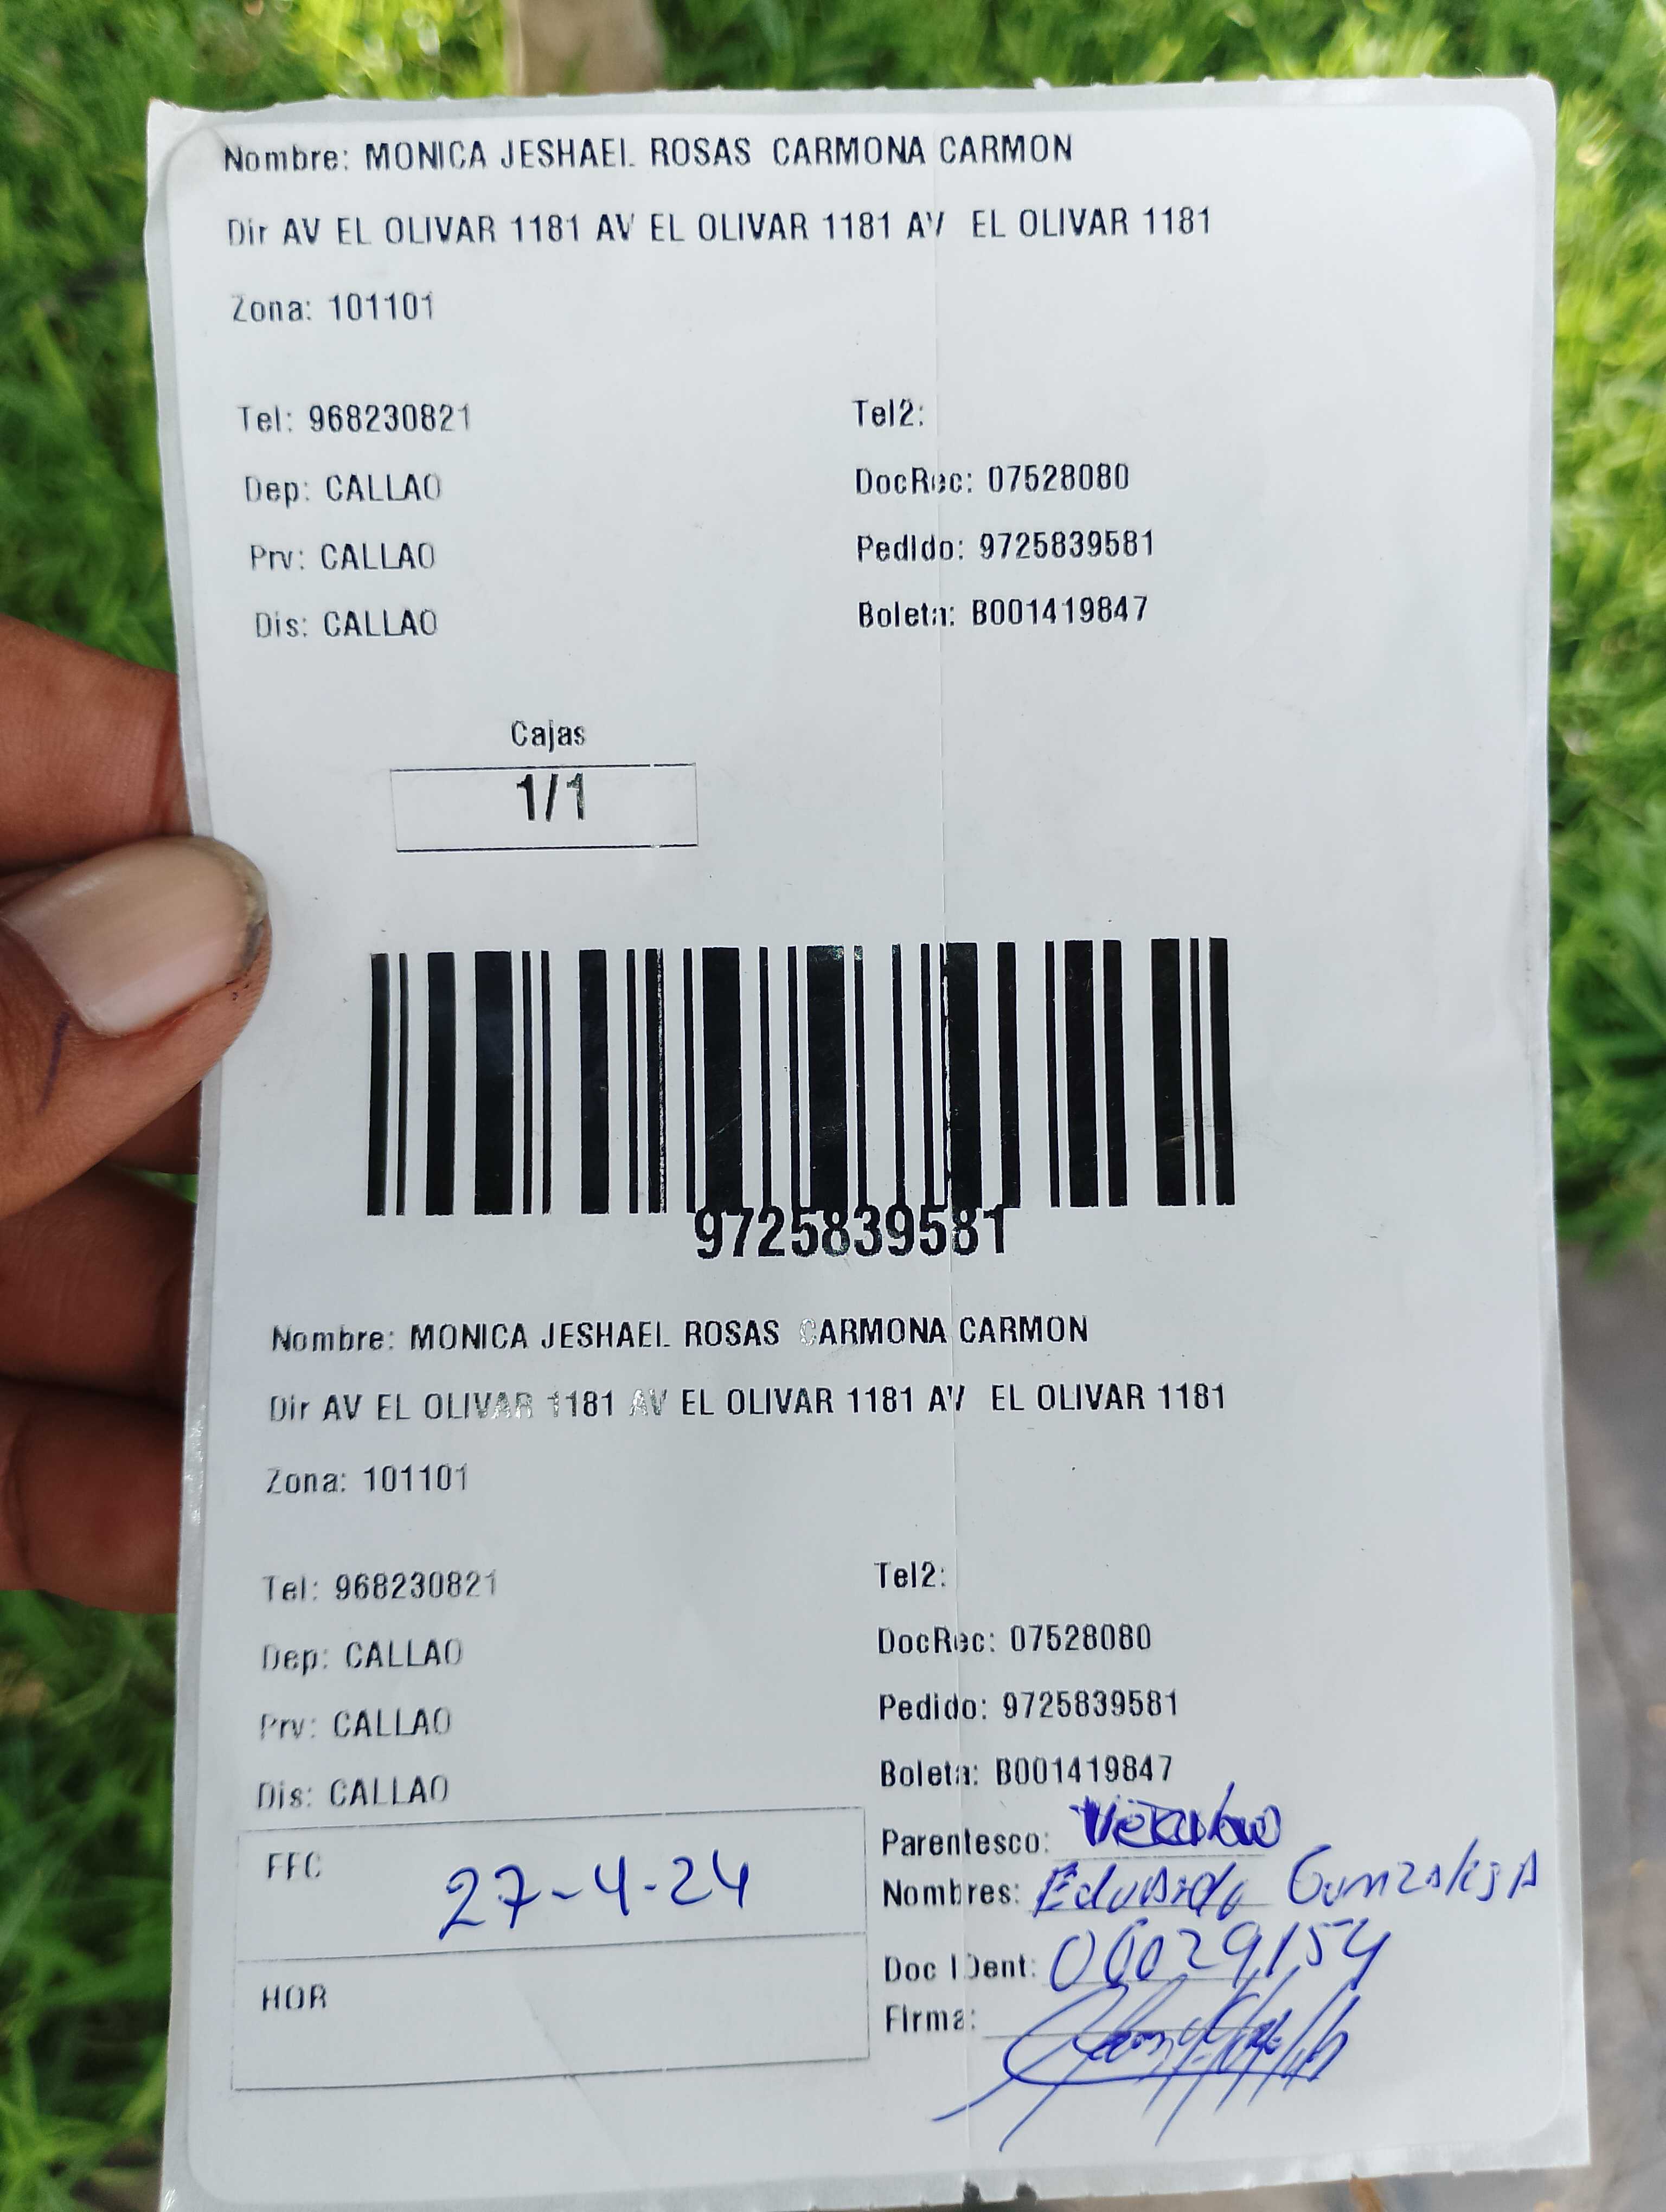 Nombre: MONICA JESHAEL ROSAS CARMONA CARMON
Dir AV EL OLIVAR 1181 AV EL OLIVAR 1181 AV EL OLIVAR 1181
Zona: 101101
Tel: 968230821 Tel2:
Dep: CALLAO DocRec: 07528080
Prv: CALLAO Pedido: 9725839581
Dis: CALLAO Boleta: B001419847
Cajas
1/1
9725839581
Nombre: MONICA JESHAEL ROSAS CARMONA CARMON
Dir AV EL OLIVAR 1181 AV EL OLIVAR 1181 AV EL OLIVAR 1181
Zona: 101101
Tel: 968230821 Tel2:
Dep: CALLAO DocRec: 07528080
Prv: CALLAO Pedido: 9725839581
Dis: CALLAO Boleta: B001419847
FFC 27-4-24
HOR
Parentesco:
Nombres: Eduardo Gonzales A
Doc IDent:
Firma: